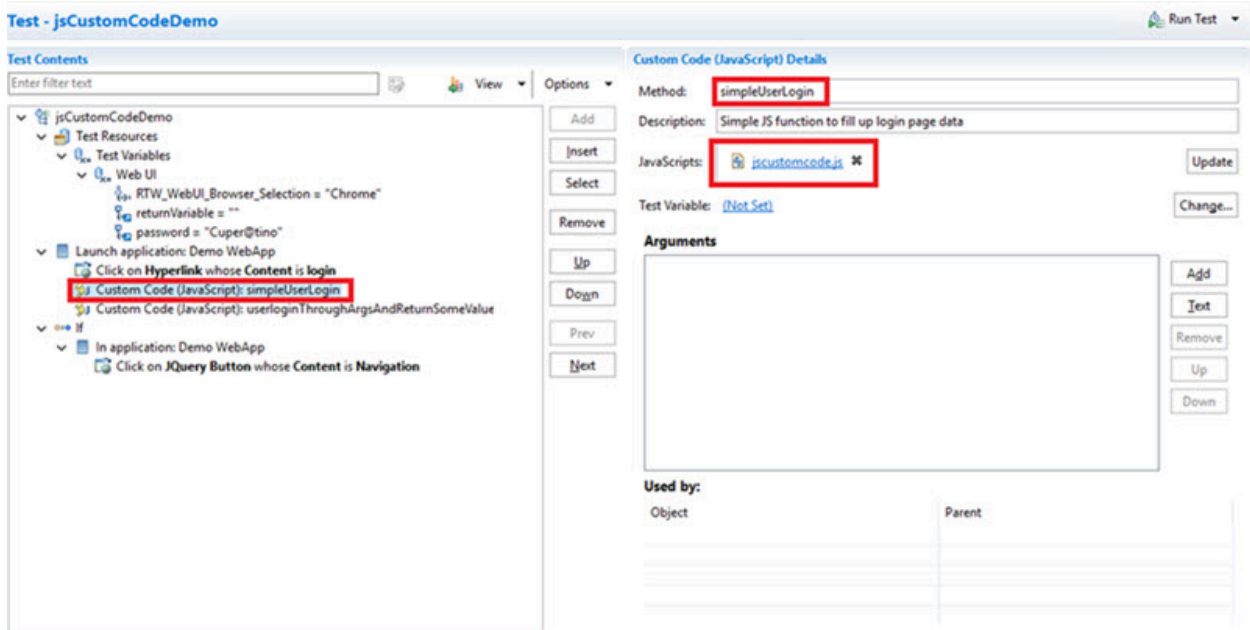 Test - jsCustomCodeDemo
Run Test
Test Contents
Enter filter text
View
Options
jsCustomCodeDemo
Test Resources
Test Variables
Web UI
RTW_WebUI_Browser_Selection = "Chrome"
returnVariable = ""
password = "Cuper@tino"
Launch application: Demo WebApp
Click on Hyperlink whose Content is login
Custom Code (JavaScript): simpleUserLogin
Custom Code (JavaScript): userloginThroughArgsAndReturnSomeValue
If
In application: Demo WebApp
Click on JQuery Button whose Content is Navigation
Add
Insert
Select
Remove
Up
Down
Prev
Next
Custom Code (JavaScript) Details
Method: simpleUserLogin
Description: Simple JS function to fill up login page data
JavaScripts: jscustomcode.js Update
Test Variable: (Not Set) Change...
Arguments
Add
Text
Remove
Up
Down
Used by:
Object Parent